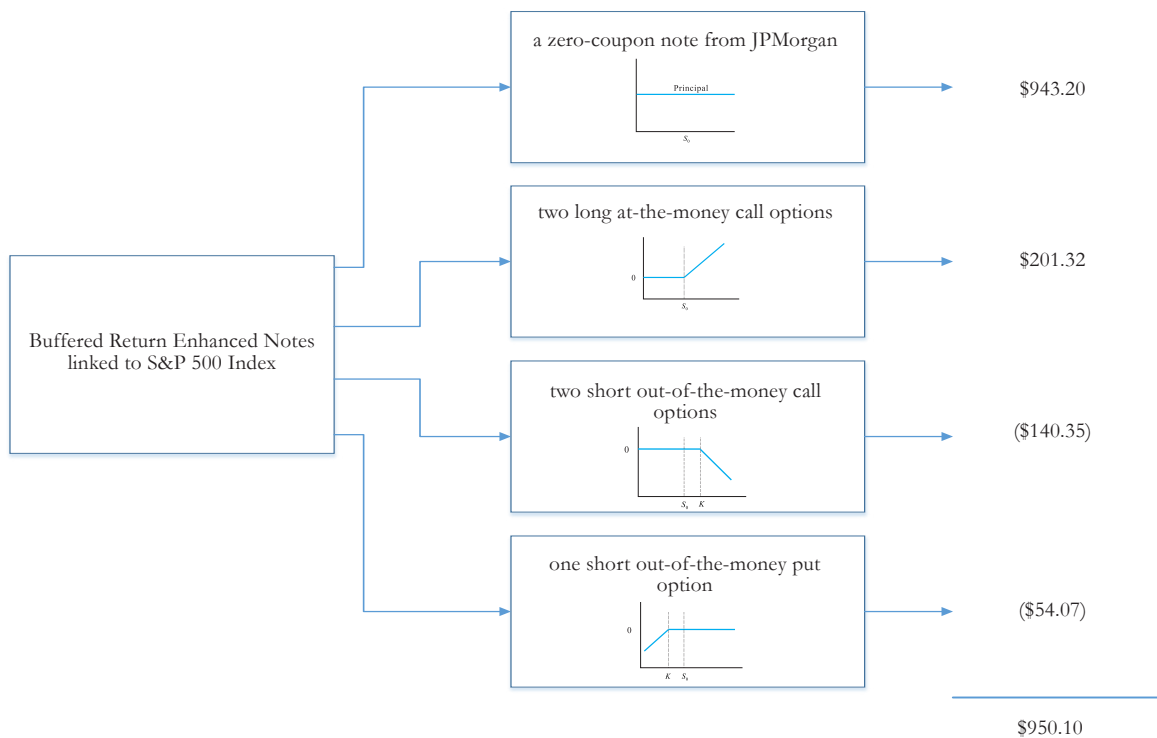 a zero-coupon note from JPMorgan
Principal
S₀
$943.20
two long at-the-money call options
0
S₀
$201.32
Buffered Return Enhanced Notes
linked to S&P 500 Index
two short out-of-the-money call
options
0
S₀ K
($140.35)
one short out-of-the-money put
option
0
K S₀
($54.07)
$950.10